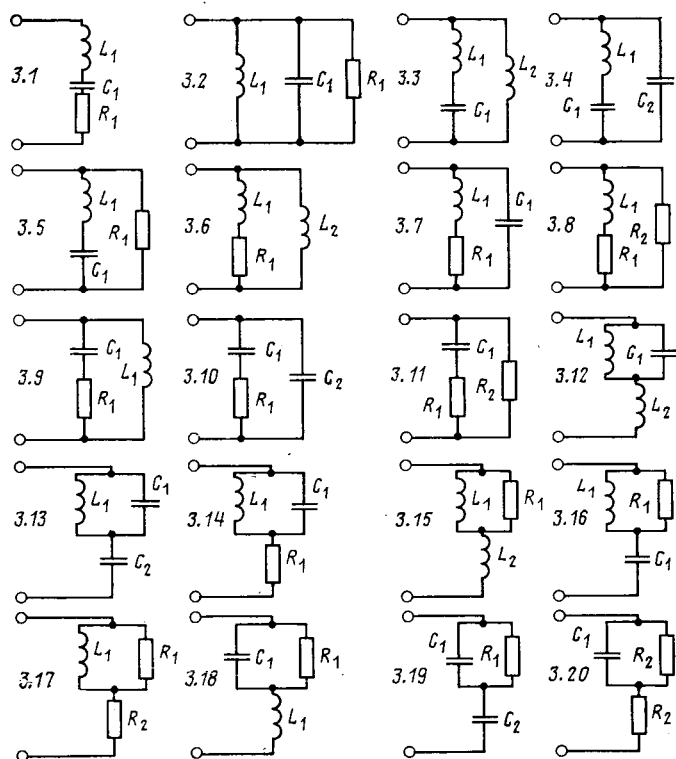 3.1 L₁ C₁ R₁
3.2 L₁ C₁ R₁
3.3 L₁ C₁ L₂
3.4 L₁ C₁ C₂
3.5 L₁ C₁ R₁
3.6 L₁ R₁ L₂
3.7 L₁ R₁ C₁
3.8 L₁ R₁ R₂
3.9 C₁ R₁ L₁
3.10 C₁ R₁ C₂
3.11 C₁ R₁ R₂
3.12 L₁ C₁ L₂
3.13 L₁ C₁ C₂
3.14 L₁ C₁ R₁
3.15 L₁ R₁ L₂
3.16 L₁ R₁ C₁
3.17 L₁ R₁ R₂
3.18 C₁ R₁ L₁
3.19 C₁ R₁ C₂
3.20 C₁ R₂ R₂